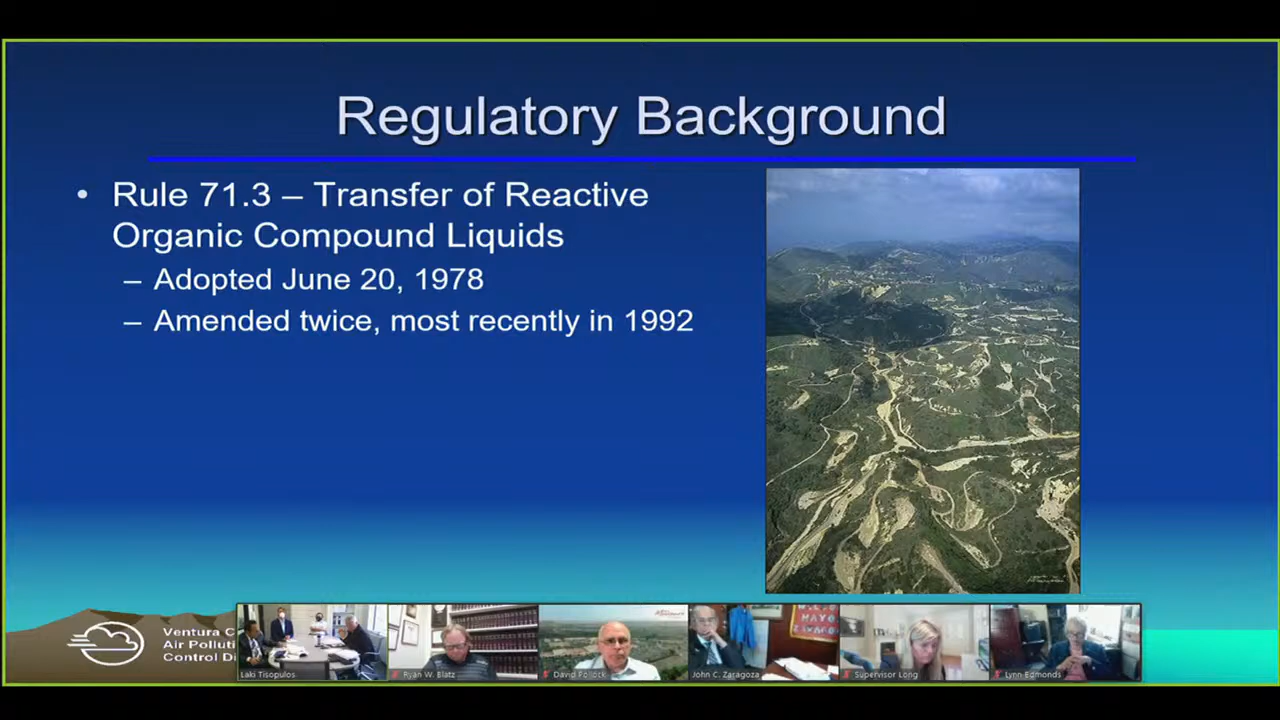 Regulatory Background
• Rule 71.3 – Transfer of Reactive
Organic Compound Liquids
– Adopted June 20, 1978
– Amended twice, most recently in 1992
Ventura C
Air Polluti
Control Di
Laki Tisopulos
Ryan W. Blatz
David Pollock
John C. Zaragoza
Supervisor Long
Lynn Edmonds